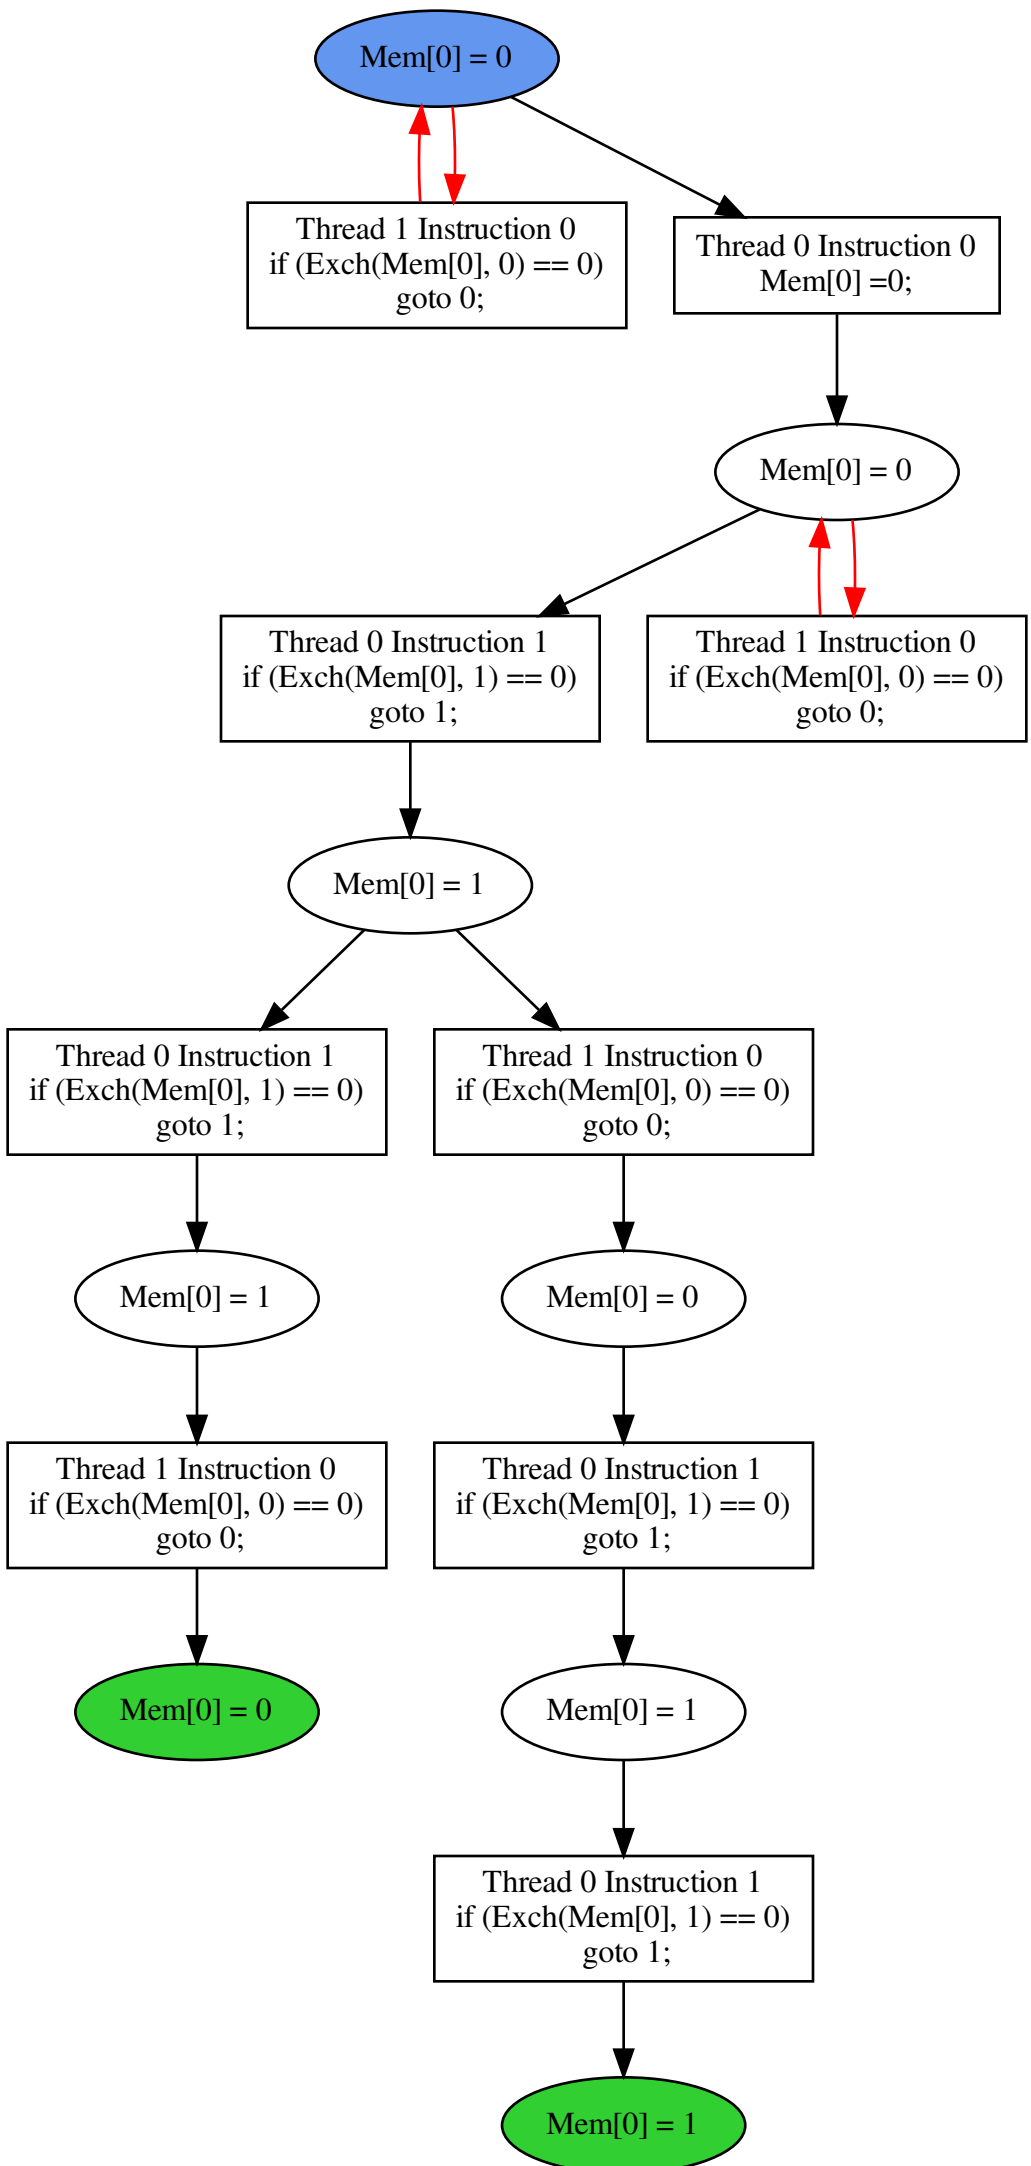 Mem[0] = 0
Thread 1 Instruction 0
if (Exch(Mem[0], 0) == 0)
goto 0;
Thread 0 Instruction 0
Mem[0] =0;
Mem[0] = 0
Thread 0 Instruction 1
if (Exch(Mem[0], 1) == 0)
goto 1;
Thread 1 Instruction 0
if (Exch(Mem[0], 0) == 0)
goto 0;
Mem[0] = 1
Thread 0 Instruction 1
if (Exch(Mem[0], 1) == 0)
goto 1;
Thread 1 Instruction 0
if (Exch(Mem[0], 0) == 0)
goto 0;
Mem[0] = 1
Mem[0] = 0
Thread 1 Instruction 0
if (Exch(Mem[0], 0) == 0)
goto 0;
Thread 0 Instruction 1
if (Exch(Mem[0], 1) == 0)
goto 1;
Mem[0] = 0
Mem[0] = 1
Thread 0 Instruction 1
if (Exch(Mem[0], 1) == 0)
goto 1;
Mem[0] = 1